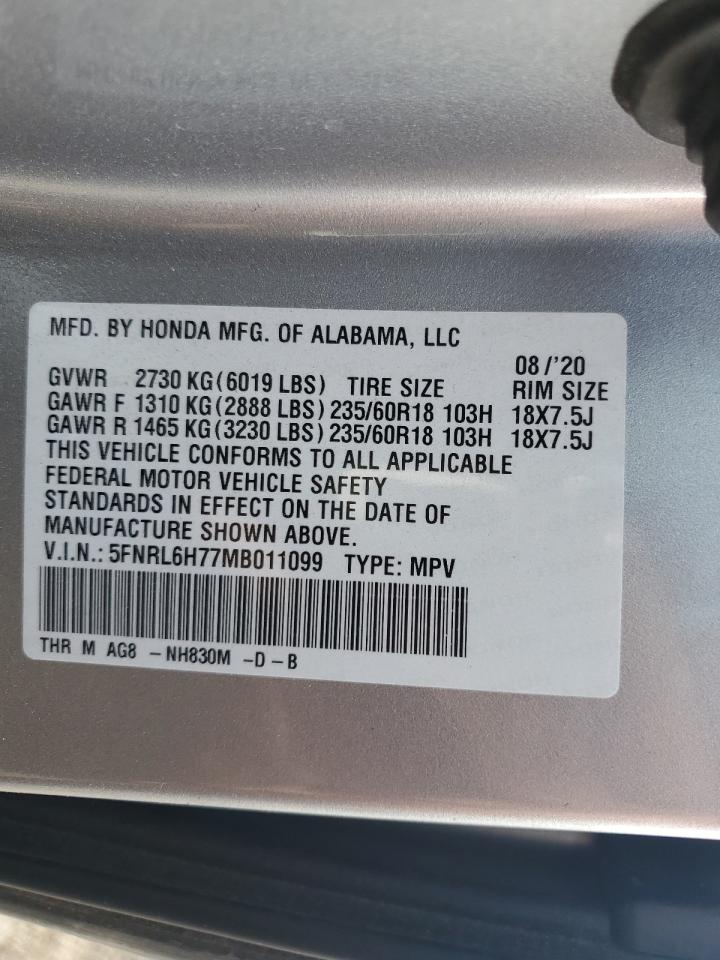 MFD. BY HONDA MFG. OF ALABAMA, LLC
08/'20
GVWR 2730 KG(6019 LBS) TIRE SIZE RIM SIZE
GAWR F 1310 KG(2888 LBS) 235/60R18 103H 18X7.5J
GAWR R 1465 KG(3230 LBS) 235/60R18 103H 18X7.5J
THIS VEHICLE CONFORMS TO ALL APPLICABLE
FEDERAL MOTOR VEHICLE SAFETY
STANDARDS IN EFFECT ON THE DATE OF
MANUFACTURE SHOWN ABOVE.
V.I.N.: 5FNRL6H77MB011099 TYPE: MPV
THR M AG8 -NH830M -D-B